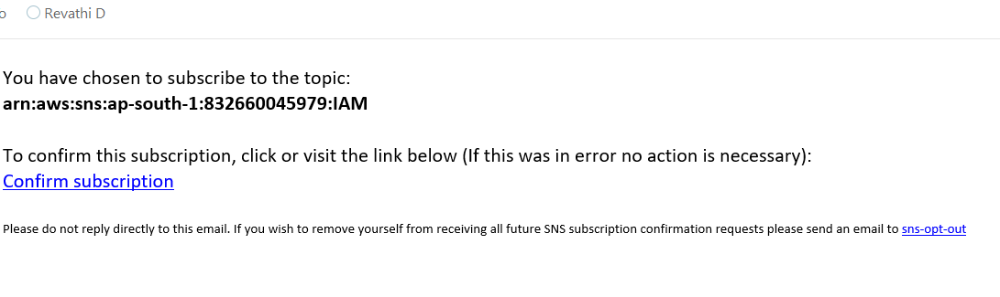 Revathi D
You have chosen to subscribe to the topic:
arn:aws:sns:ap-south-1:832660045979:IAM
To confirm this subscription, click or visit the link below (If this was in error no action is necessary):
Confirm subscription
Please do not reply directly to this email. If you wish to remove yourself from receiving all future SNS subscription confirmation requests please send an email to sns-opt-out